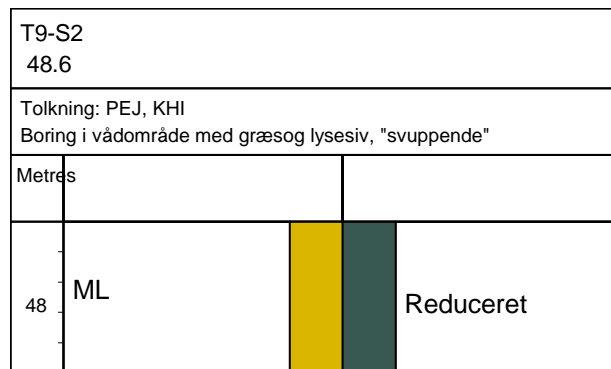 T9-S2
48.6
Tolkning: PEJ, KHI
Boring i vådområde med græsog lysesiv, "svuppende"
Metres
ML
48
Reduceret